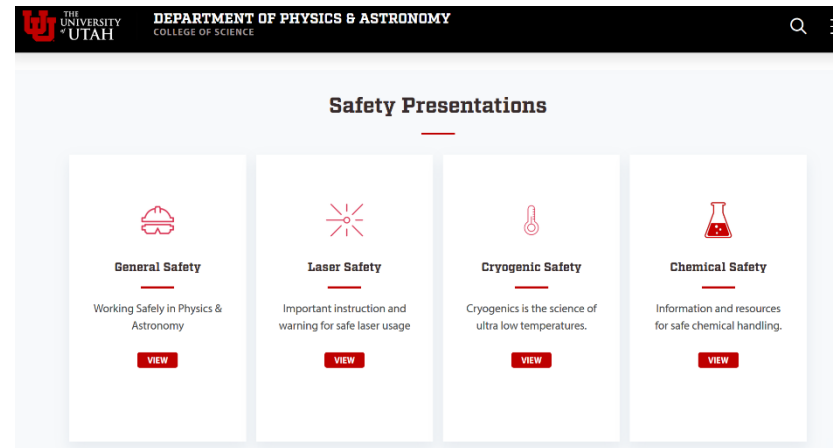 THE
UNIVERSITY
OF UTAH
DEPARTMENT OF PHYSICS & ASTRONOMY
COLLEGE OF SCIENCE
Safety Presentations
General Safety
Working Safely in Physics &
Astronomy
VIEW
Laser Safety
Important instruction and
warning for safe laser usage
VIEW
Cryogenic Safety
Cryogenics is the science of
ultra low temperatures.
VIEW
Chemical Safety
Information and resources
for safe chemical handling.
VIEW